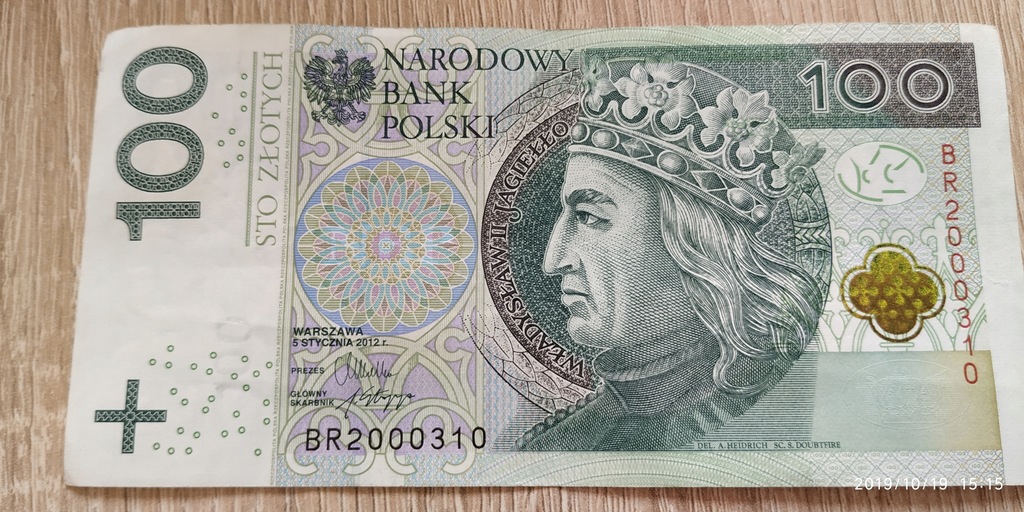 100
STO ZŁOTYCH
NARODOWY
BANK
POLSKI
100
WŁADYSŁAW II JAGIEŁŁO
BR2000310
WARSZAWA
5 STYCZNIA 2012 r.
PREZES
GŁÓWNY
SKARBNIK
BR2000310
DEL. A. HEIDRICH SC. S. DOUBTFIRE
2019/10/19 15:15